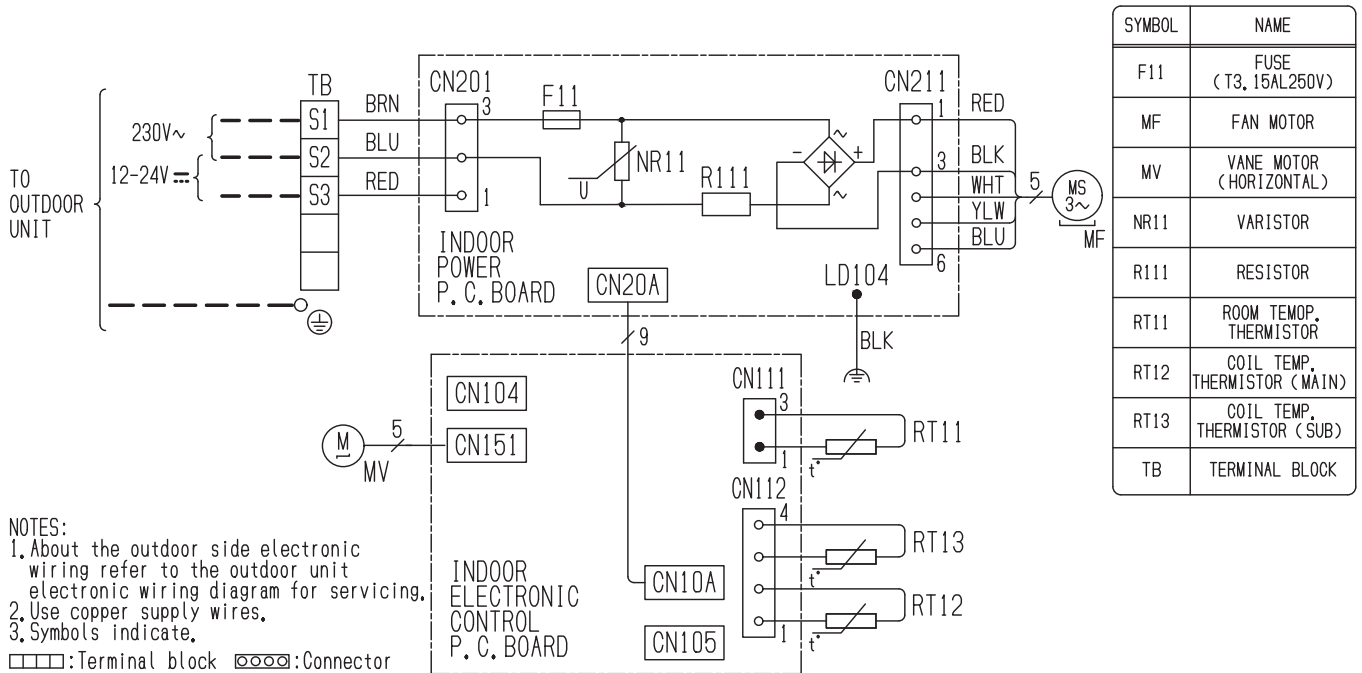 TO
OUTDOOR
UNIT
230V~
12-24V
TB
S1
S2
S3
BRN
BLU
RED
CN201
3
1
F11
NR11
U
R111
~
-
+
~
CN211
1
3
6
RED
BLK
WHT
YLW
BLU
5
MS
3~
MF
INDOOR
POWER
P.C.BOARD
CN20A
LD104
BLK
9
CN104
CN151
M
5
MV
CN111
3
1
t°
RT11
CN112
4
1
t°
RT13
t°
RT12
INDOOR
ELECTRONIC
CONTROL
P.C.BOARD
CN10A
CN105
NOTES:
1. About the outdoor side electronic
wiring refer to the outdoor unit
electronic wiring diagram for servicing.
2. Use copper supply wires.
3. Symbols indicate.
:Terminal block :Connector
SYMBOL NAME
F11 FUSE
(T3.15AL250V)
MF FAN MOTOR
MV VANE MOTOR
(HORIZONTAL)
NR11 VARISTOR
R111 RESISTOR
RT11 ROOM TEMOP.
THERMISTOR
RT12 COIL TEMP.
THERMISTOR (MAIN)
RT13 COIL TEMP.
THERMISTOR (SUB)
TB TERMINAL BLOCK